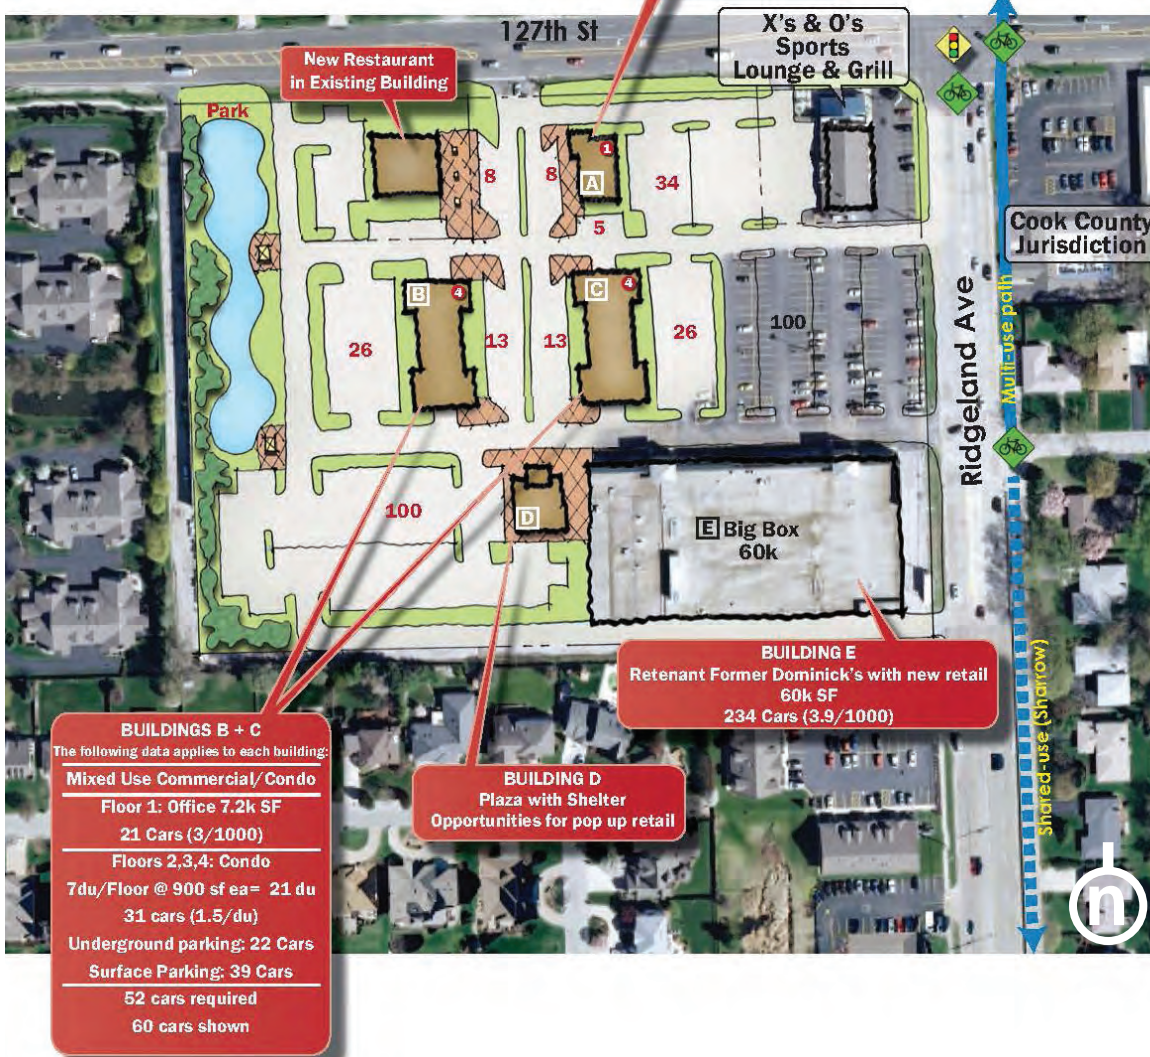 127th St
X's & O's
Sports
Lounge & Grill
New Restaurant
in Existing Building
Park
1
8
8
A
34
5
Cook County
Jurisdiction
B
4
C
4
26
13
13
26
100
Ridgeland Ave
Multi-use path
100
D
E Big Box
60k
BUILDING E
Retenant Former Dominick's with new retail
60k SF
234 Cars (3.9/1000)
Shared-use (Sharrow)
BUILDINGS B + C
The following data applies to each building:
Mixed Use Commercial/Condo
Floor 1: Office 7.2k SF
21 Cars (3/1000)
Floors 2,3,4: Condo
7du/Floor @ 900 sf ea= 21 du
31 cars (1.5/du)
Underground parking: 22 Cars
Surface Parking: 39 Cars
52 cars required
60 cars shown
BUILDING D
Plaza with Shelter
Opportunities for pop up retail
n